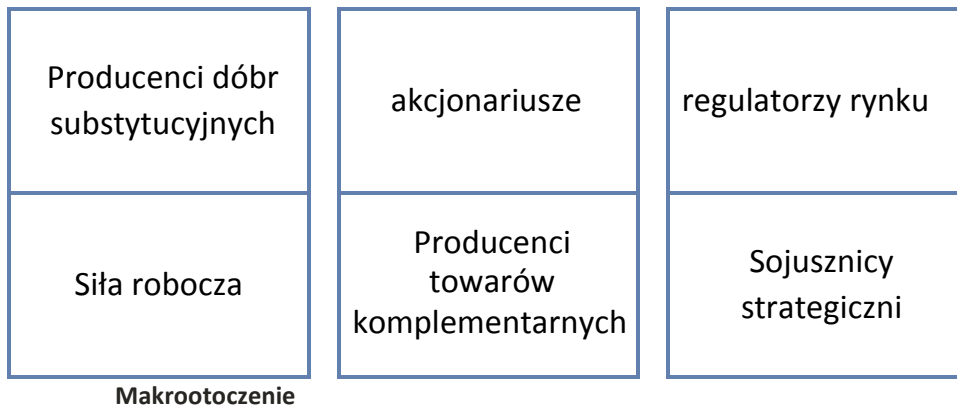 Producenci dóbr
substytucyjnych
akcjonariusze
regulatorzy rynku
Siła robocza
Producenci
towarów
komplementarnych
Sojusznicy
strategiczni
Makrootoczenie